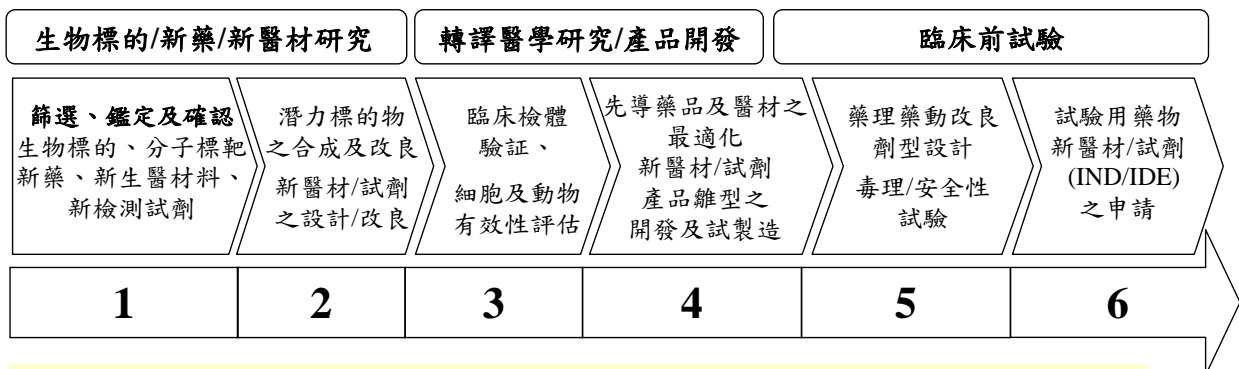 生物標的/新藥/新醫材研究
轉譯醫學研究/產品開發
臨床前試驗
篩選、鑑定及確認
生物標的、分子標靶
新藥、新生醫材料、
新檢測試劑
潛力標的物
之合成及改良
新醫材/試劑
之設計/改良
臨床檢體
驗証、
細胞及動物
有效性評估
先導藥品及醫材之
最適化
新醫材/試劑
產品雛型之
開發及試製造
藥理藥動改良
劑型設計
毒理/安全性
試驗
試驗用藥物
新醫材/試劑
(IND/IDE)
之申請
1
2
3
4
5
6